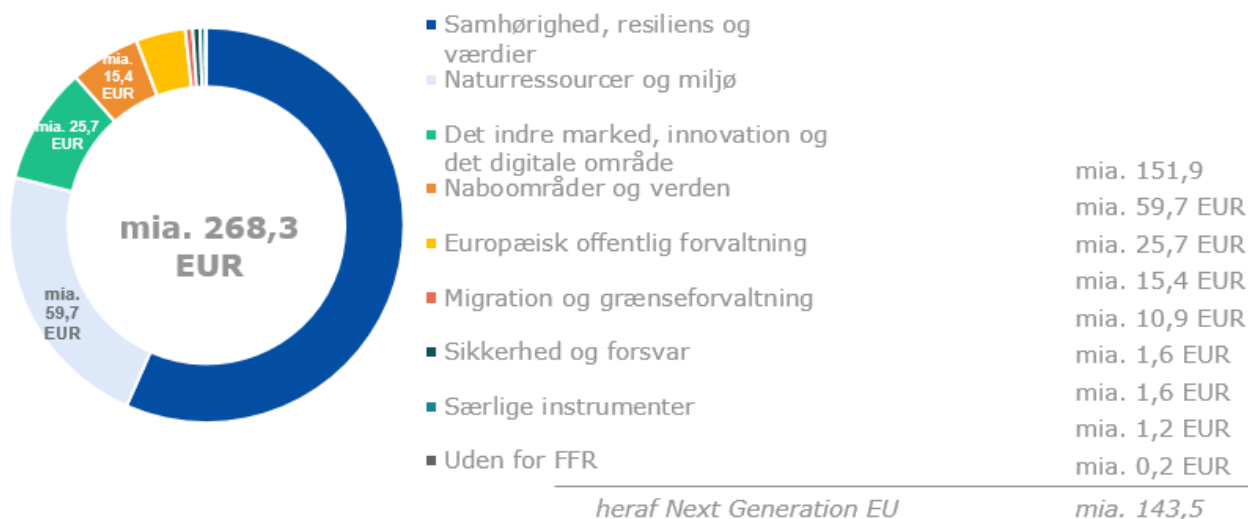 mia.
15,4
EUR
mia. 25,7
EUR
mia. 268,3
EUR
mia.
59,7
EUR
Samhørighed, resiliens og
værdier
Naturressourcer og miljø
Det indre marked, innovation og
det digitale område
Naboområder og verden
Europæisk offentlig forvaltning
Migration og grænseforvaltning
Sikkerhed og forsvar
Særlige instrumenter
Uden for FFR
mia. 151,9
mia. 59,7 EUR
mia. 25,7 EUR
mia. 15,4 EUR
mia. 10,9 EUR
mia. 1,6 EUR
mia. 1,6 EUR
mia. 1,2 EUR
mia. 0,2 EUR
heraf Next Generation EU mia. 143,5